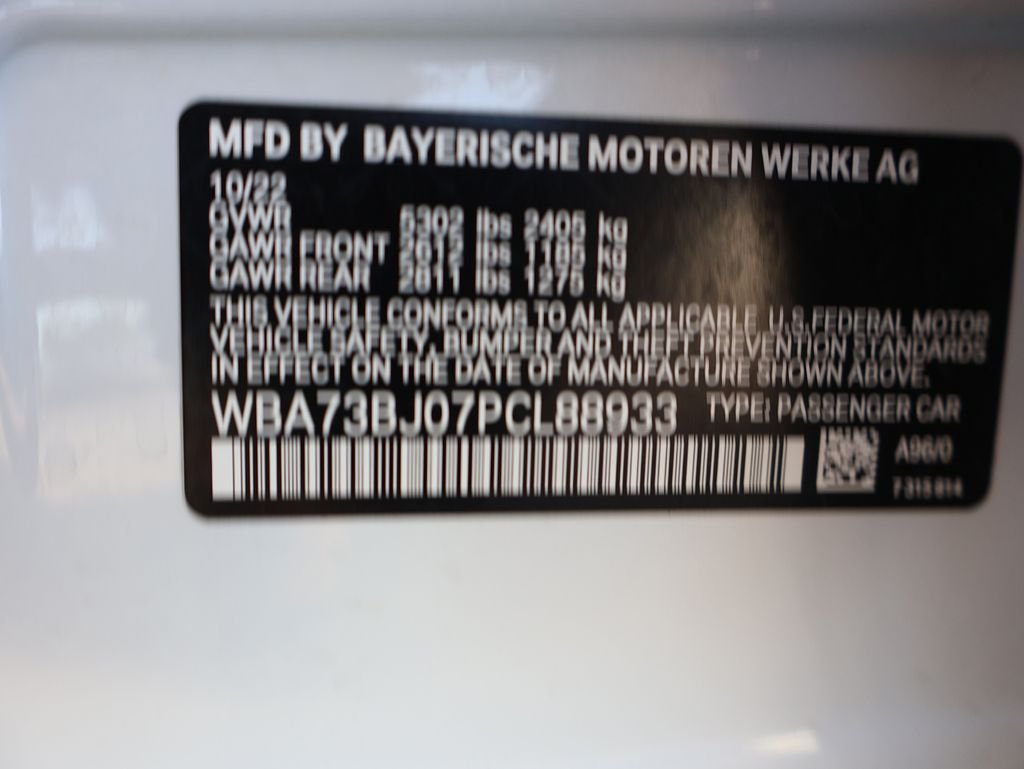 MFD BY BAYERISCHE MOTOREN WERKE AG
10/22
GVWR 5302 lbs 2405 kg
GAWR FRONT 2612 lbs 1185 kg
GAWR REAR 2811 lbs 1275 kg
THIS VEHICLE CONFORMS TO ALL APPLICABLE U.S.FEDERAL MOTOR
VEHICLE SAFETY, BUMPER AND THEFT PREVENTION STANDARDS
IN EFFECT ON THE DATE OF MANUFACTURE SHOWN ABOVE.
WBA73BJ07PCL88933 TYPE: PASSENGER CAR
A96/0